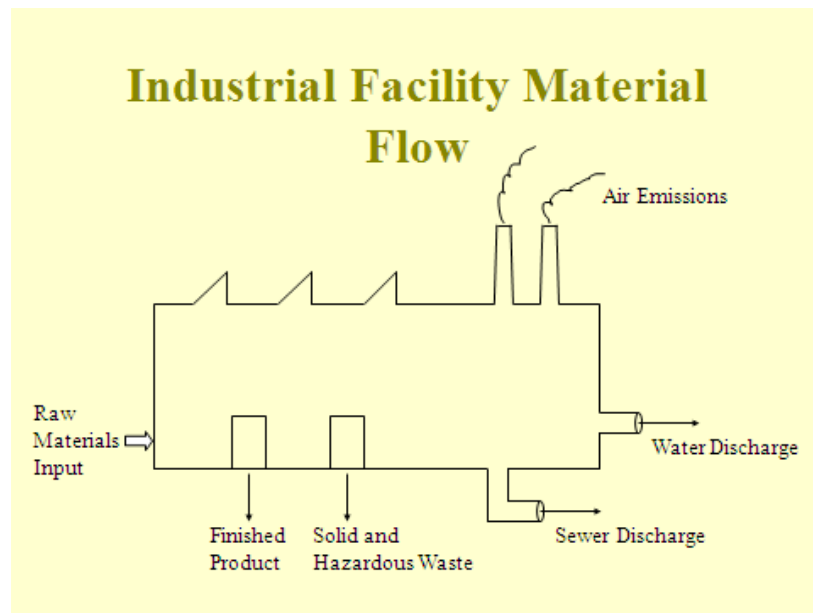 Industrial Facility Material
Flow
Air Emissions
Raw
Materials
Input
Water Discharge
Finished
Product
Solid and
Hazardous Waste
Sewer Discharge